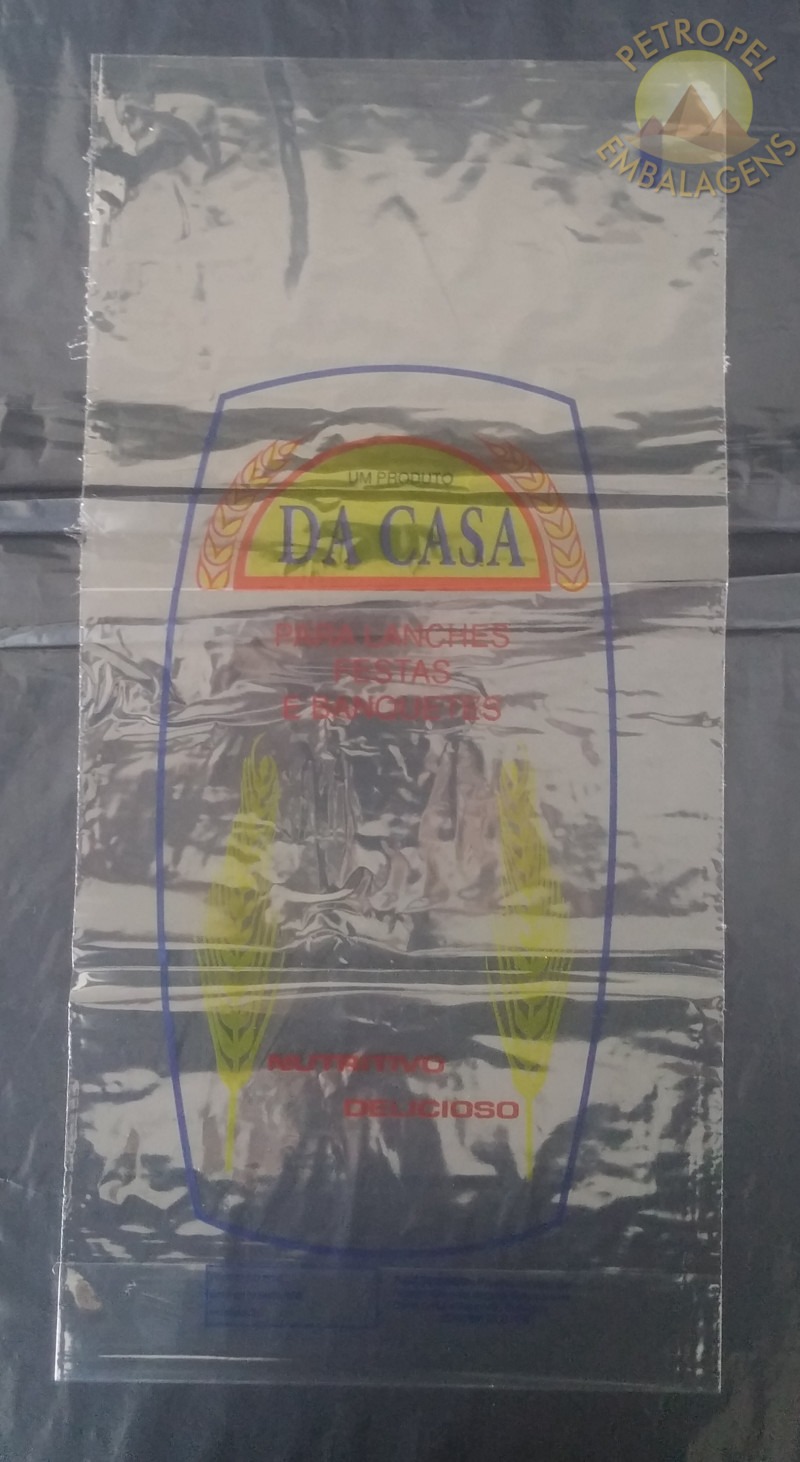 PETROPEL
EMBALAGENS
UM PRODUTO
DA CASA
PARA LANCHES
FESTAS
E BANQUETES
NUTRITIVO
DELICIOSO